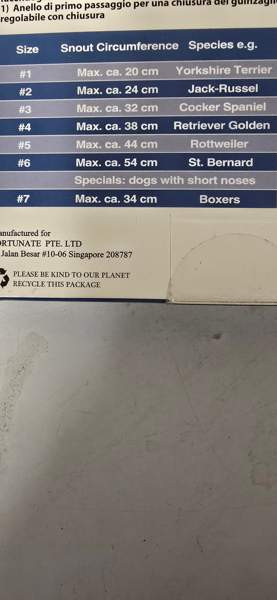 1) Anello di primo passaggio per una chiusura del guinzaglio
regolabile con chiusura
Size Snout Circumference Species e.g.
#1 Max. ca. 20 cm Yorkshire Terrier
#2 Max. ca. 24 cm Jack-Russel
#3 Max. ca. 32 cm Cocker Spaniel
#4 Max. ca. 38 cm Retriever Golden
#5 Max. ca. 44 cm Rottweiler
#6 Max. ca. 54 cm St. Bernard
Specials: dogs with short noses
#7 Max. ca. 34 cm Boxers
anufactured for
ORTUNATE PTE. LTD
Jalan Besar #10-06 Singapore 208787
PLEASE BE KIND TO OUR PLANET
RECYCLE THIS PACKAGE